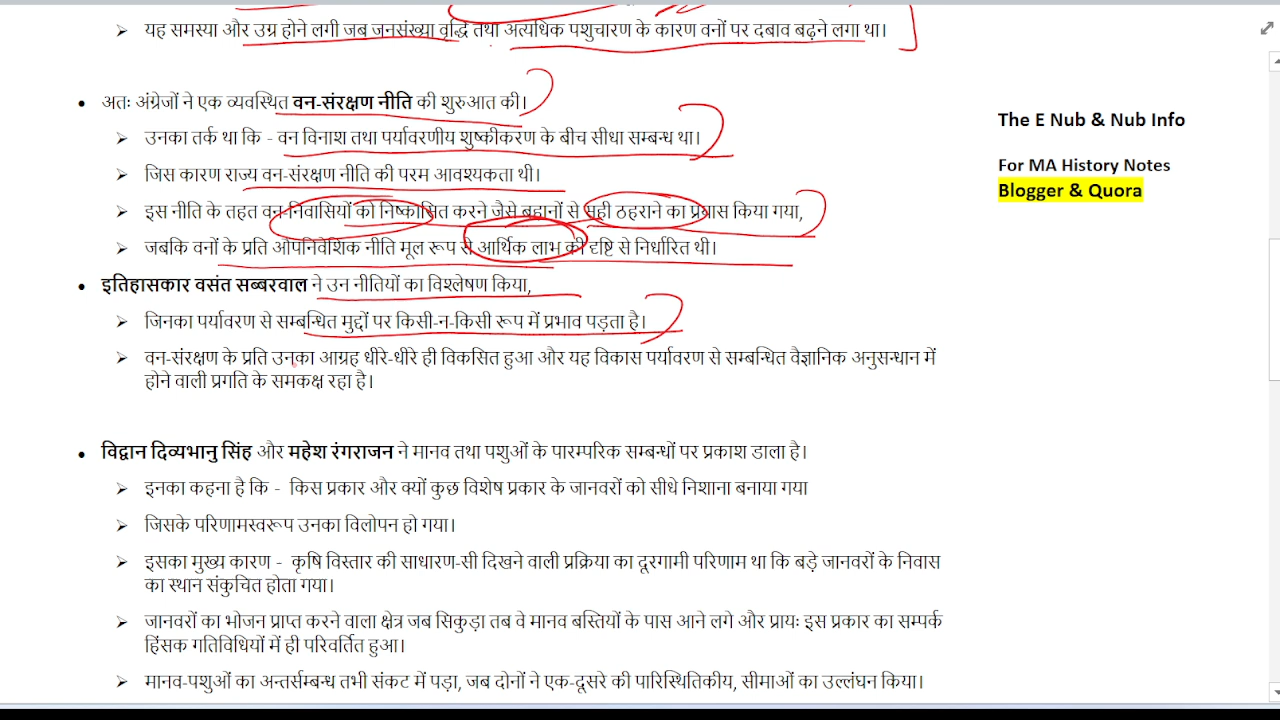 यह समस्या और उग्र होने लगी जब जनसंख्या वृद्धि तथा अत्यधिक पशुचारण के कारण वनों पर दबाव बढ़ने लगा था।
अतः अंग्रेजों ने एक व्यवस्थित वन-संरक्षण नीति की शुरुआत की।
उनका तर्क था कि - वन विनाश तथा पर्यावरणीय शुष्कीकरण के बीच सीधा सम्बन्ध था।
जिस कारण राज्य वन-संरक्षण नीति की परम आवश्यकता थी।
इस नीति के तहत वन-निवासियों को निष्कासित करने जैसे बहानों से सही ठहराने का प्रयास किया गया,
जबकि वनों के प्रति औपनिवेशिक नीति मूल रूप से आर्थिक लाभ की दृष्टि से निर्धारित थी।
इतिहासकार वसंत सब्बरवाल ने उन नीतियों का विश्लेषण किया,
जिनका पर्यावरण से सम्बन्धित मुद्दों पर किसी-न-किसी रूप में प्रभाव पड़ता है।
वन-संरक्षण के प्रति उनका आग्रह धीरे-धीरे ही विकसित हुआ और यह विकास पर्यावरण से सम्बन्धित वैज्ञानिक अनुसन्धान में
होने वाली प्रगति के समकक्ष रहा है।
विद्वान दिव्यभानु सिंह और महेश रंगराजन ने मानव तथा पशुओं के पारम्परिक सम्बन्धों पर प्रकाश डाला है।
इनका कहना है कि - किस प्रकार और क्यों कुछ विशेष प्रकार के जानवरों को सीधे निशाना बनाया गया
जिसके परिणामस्वरूप उनका विलोपन हो गया।
इसका मुख्य कारण - कृषि विस्तार की साधारण-सी दिखने वाली प्रक्रिया का दूरगामी परिणाम था कि बड़े जानवरों के निवास
का स्थान संकुचित होता गया।
जानवरों का भोजन प्राप्त करने वाला क्षेत्र जब सिकुड़ा तब वे मानव बस्तियों के पास आने लगे और प्रायः इस प्रकार का सम्पर्क
हिंसक गतिविधियों में ही परिवर्तित हुआ।
मानव-पशुओं का अन्तर्सम्बन्ध तभी संकट में पड़ा, जब दोनों ने एक-दूसरे की पारिस्थितिकीय, सीमाओं का उल्लंघन किया।
The E Nub & Nub Info
For MA History Notes
Blogger & Quora